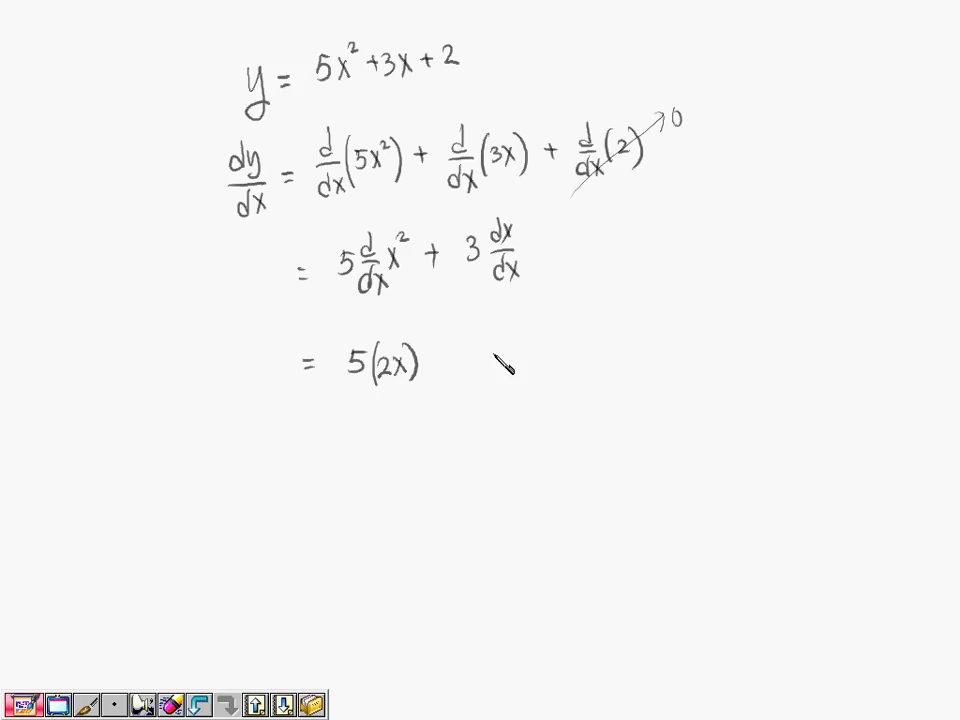 y = 5x² + 3x + 2
dy/dx = d/dx (5x²) + d/dx (3x) + d/dx (2) → 0
= 5 d/dx x² + 3 dx/dx
= 5(2x)